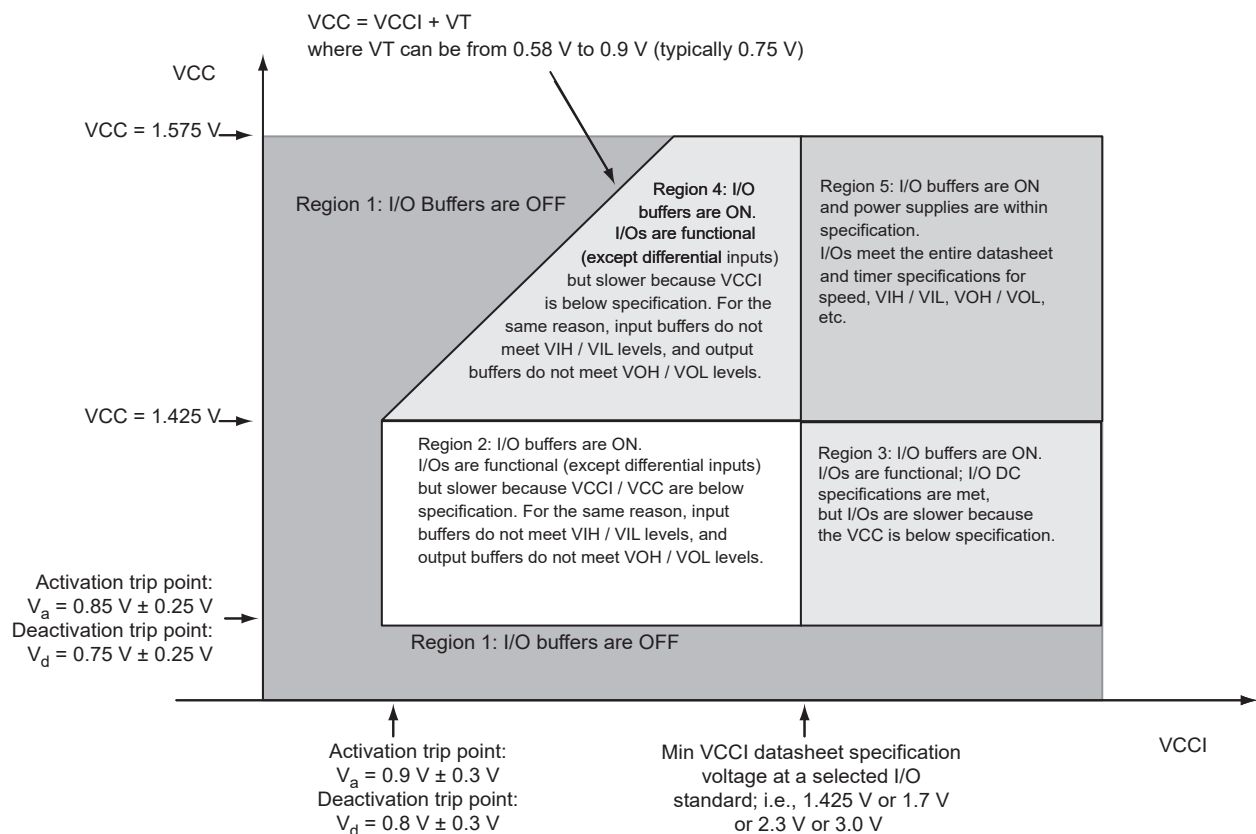 VCC = VCCI + VT
where VT can be from 0.58 V to 0.9 V (typically 0.75 V)
VCC
VCC = 1.575 V
Region 1: I/O Buffers are OFF
Region 4: I/O
buffers are ON.
I/Os are functional
(except differential inputs)
but slower because VCCI
is below specification. For the
same reason, input buffers do not
meet VIH / VIL levels, and output
buffers do not meet VOH / VOL levels.
Region 5: I/O buffers are ON
and power supplies are within
specification.
I/Os meet the entire datasheet
and timer specifications for
speed, VIH / VIL, VOH / VOL,
etc.
VCC = 1.425 V
Region 2: I/O buffers are ON.
I/Os are functional (except differential inputs)
but slower because VCCI / VCC are below
specification. For the same reason, input
buffers do not meet VIH / VIL levels, and
output buffers do not meet VOH / VOL levels.
Region 3: I/O buffers are ON.
I/Os are functional; I/O DC
specifications are met,
but I/Os are slower because
the VCC is below specification.
Activation trip point:
Va = 0.85 V ± 0.25 V
Deactivation trip point:
Vd = 0.75 V ± 0.25 V
Region 1: I/O buffers are OFF
Activation trip point:
Va = 0.9 V ± 0.3 V
Deactivation trip point:
Vd = 0.8 V ± 0.3 V
Min VCCI datasheet specification
voltage at a selected I/O
standard; i.e., 1.425 V or 1.7 V
or 2.3 V or 3.0 V
VCCI